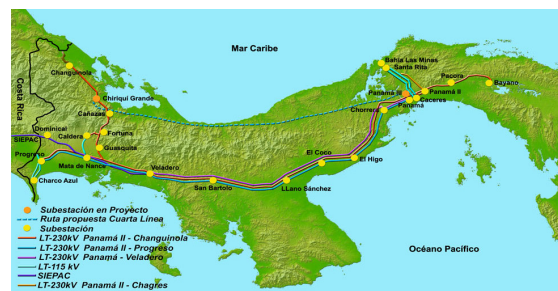 Mar Caribe
Bahía Las Minas
Santa Rita
Changuinola
Costa Rica
Chiriquí Grande
Cañazas
Pacora
Panamá II
Bayano
Panamá III
Cáceres
Panamá
Chorrera
Dominical
SIEPAC
Caldera
Fortuna
Guasquita
Progreso
Mata de Nance
Charco Azul
Veladero
San Bartolo
LLano Sánchez
El Coco
El Higo
Océano Pacífico
Subestación en Proyecto
Ruta propuesta Cuarta Línea
Subestación
LT-230kV Panamá II - Changuinola
LT-230kV Panamá II - Progreso
LT-230kV Panamá - Veladero
LT-115 kV
SIEPAC
LT-230kV Panamá II - Chagres